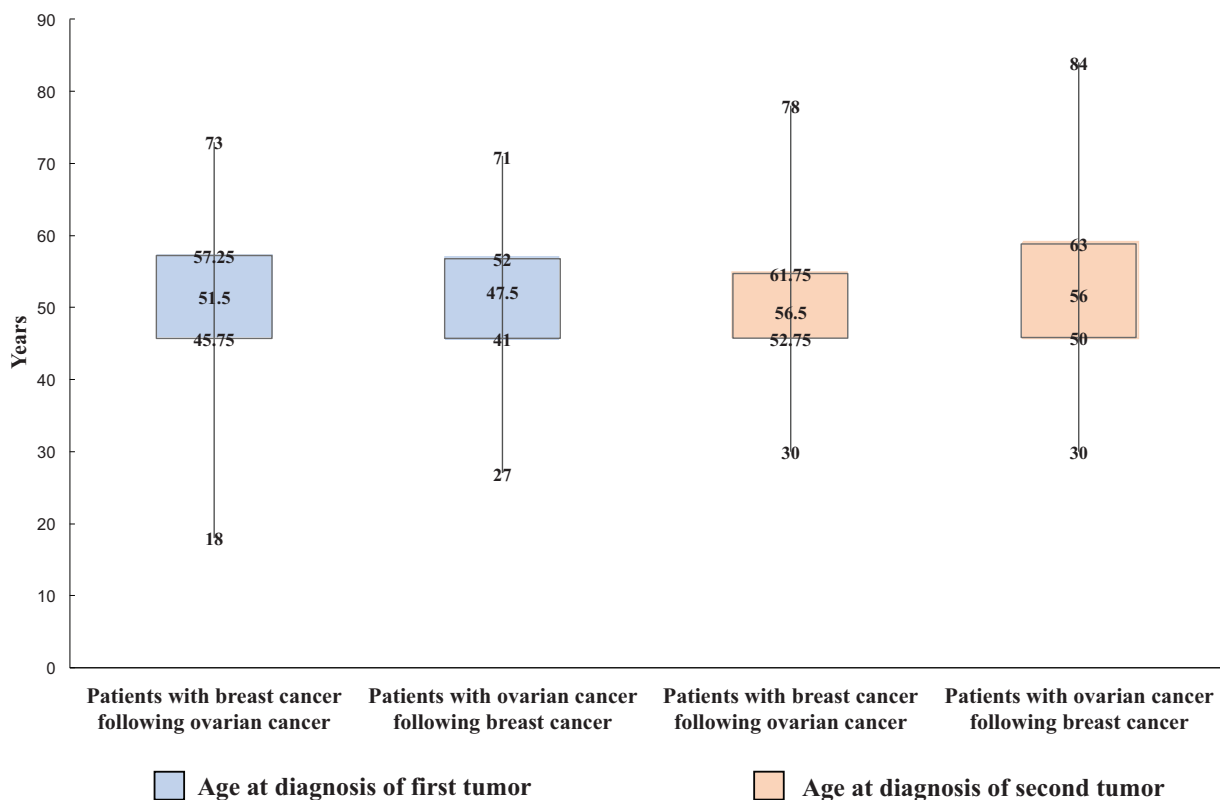 90
80
70
60
50
40
30
20
10
0
Years
73
57.25
51.5
45.75
18
71
52
47.5
41
27
78
61.75
56.5
52.75
30
84
63
56
50
30
Patients with breast cancer
following ovarian cancer
Patients with ovarian cancer
following breast cancer
Patients with breast cancer
following ovarian cancer
Patients with ovarian cancer
following breast cancer
Age at diagnosis of first tumor
Age at diagnosis of second tumor